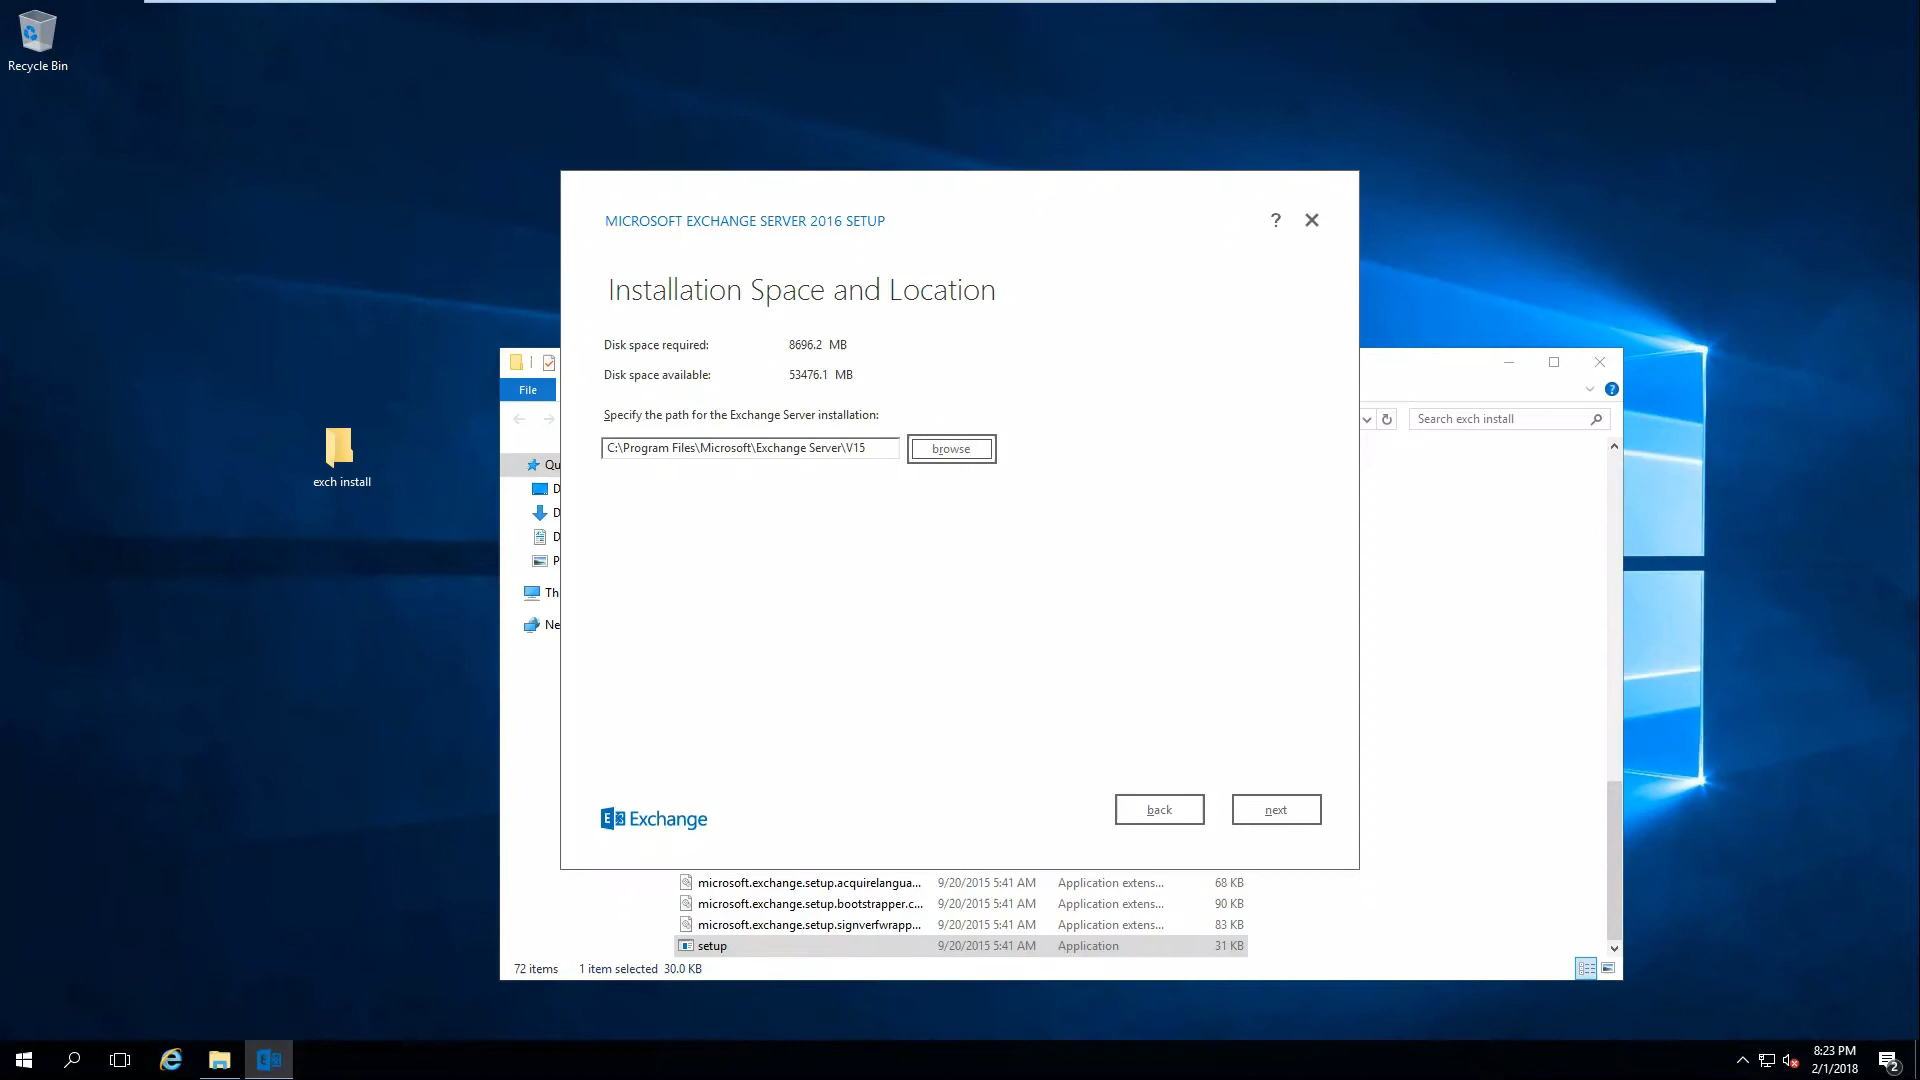 Recycle Bin
MICROSOFT EXCHANGE SERVER 2016 SETUP
?
Installation Space and Location
Disk space required: 8696.2 MB
Disk space available: 53476.1 MB
File
Specify the path for the Exchange Server installation:
Search exch install
C:\Program Files\Microsoft\Exchange Server\V15
browse
Qu
exch install
D
D
D
P
Th
Ne
back
next
Exchange
microsoft.exchange.setup.acquirelangua... 9/20/2015 5:41 AM Application extens... 68 KB
microsoft.exchange.setup.bootstrapper.c... 9/20/2015 5:41 AM Application extens... 90 KB
microsoft.exchange.setup.signverfwrapp... 9/20/2015 5:41 AM Application extens... 83 KB
setup 9/20/2015 5:41 AM Application 31 KB
72 items 1 item selected 30.0 KB
8:23 PM
2/1/2018
2